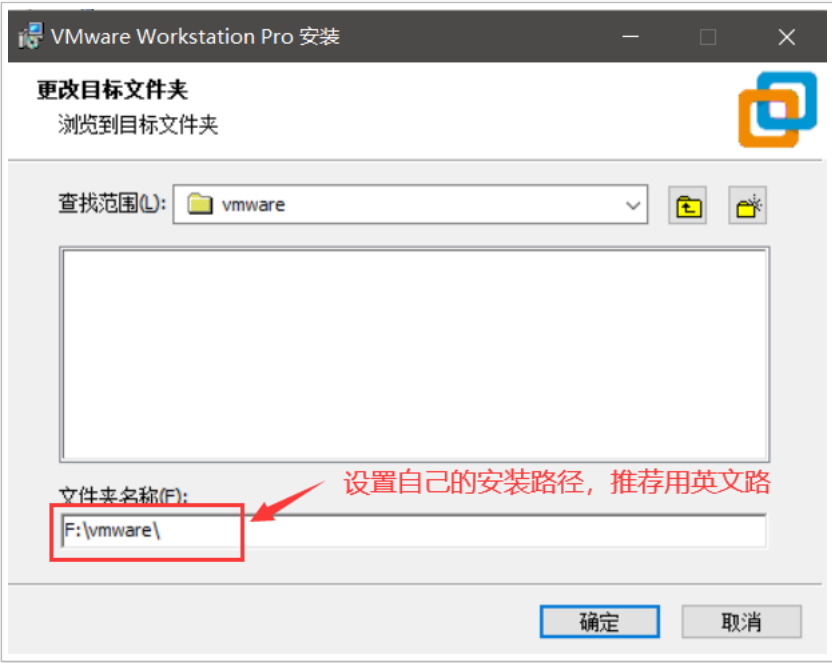 VMware Workstation Pro 安装
更改目标文件夹
浏览到目标文件夹
查找范围(L):
vmware
设置自己的安装路径，推荐用英文路
文件夹名称(F):
F:\vmware\
确定
取消